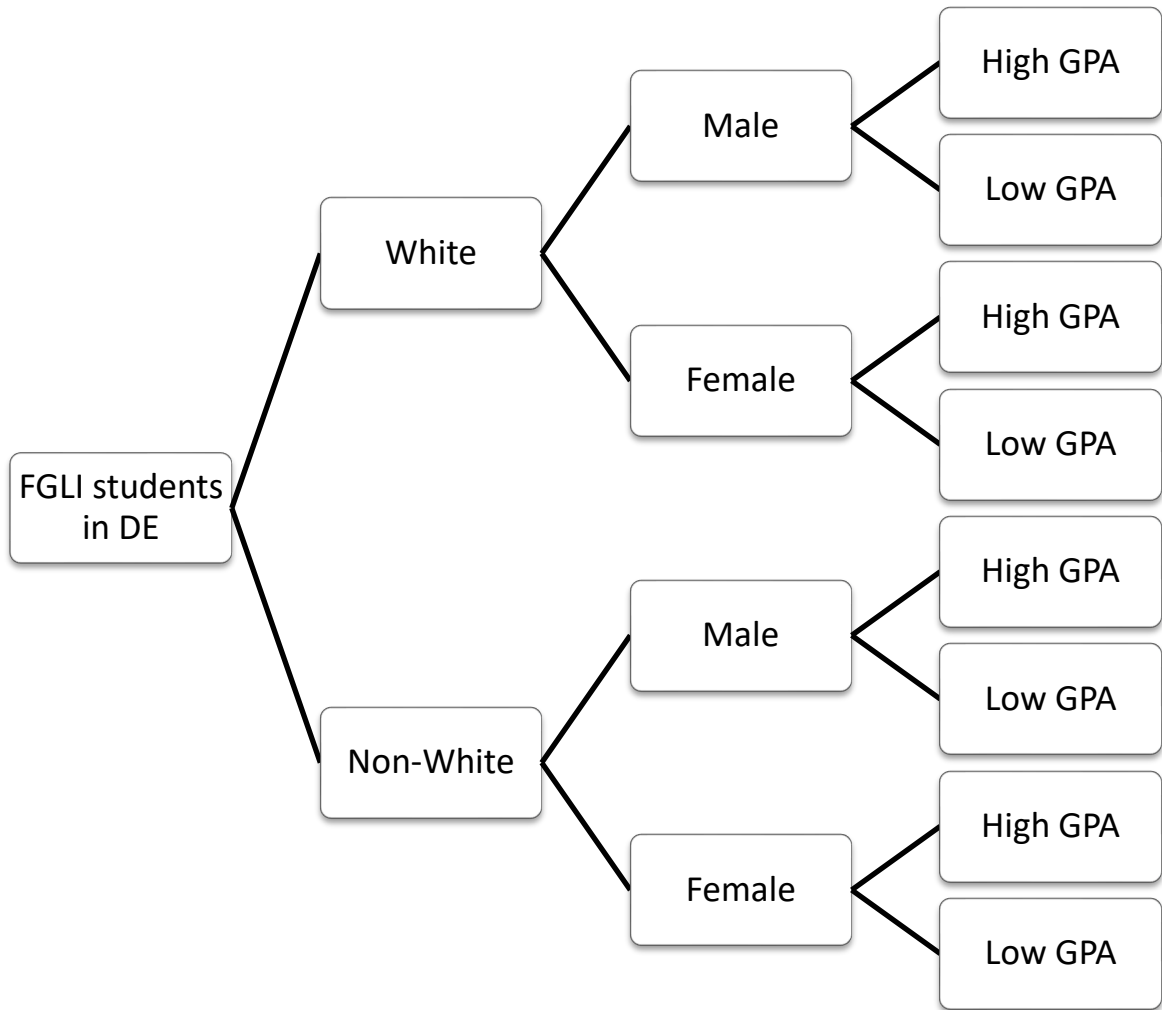 FGLI students
in DE
White
Non-White
Male
Female
Male
Female
High GPA
Low GPA
High GPA
Low GPA
High GPA
Low GPA
High GPA
Low GPA